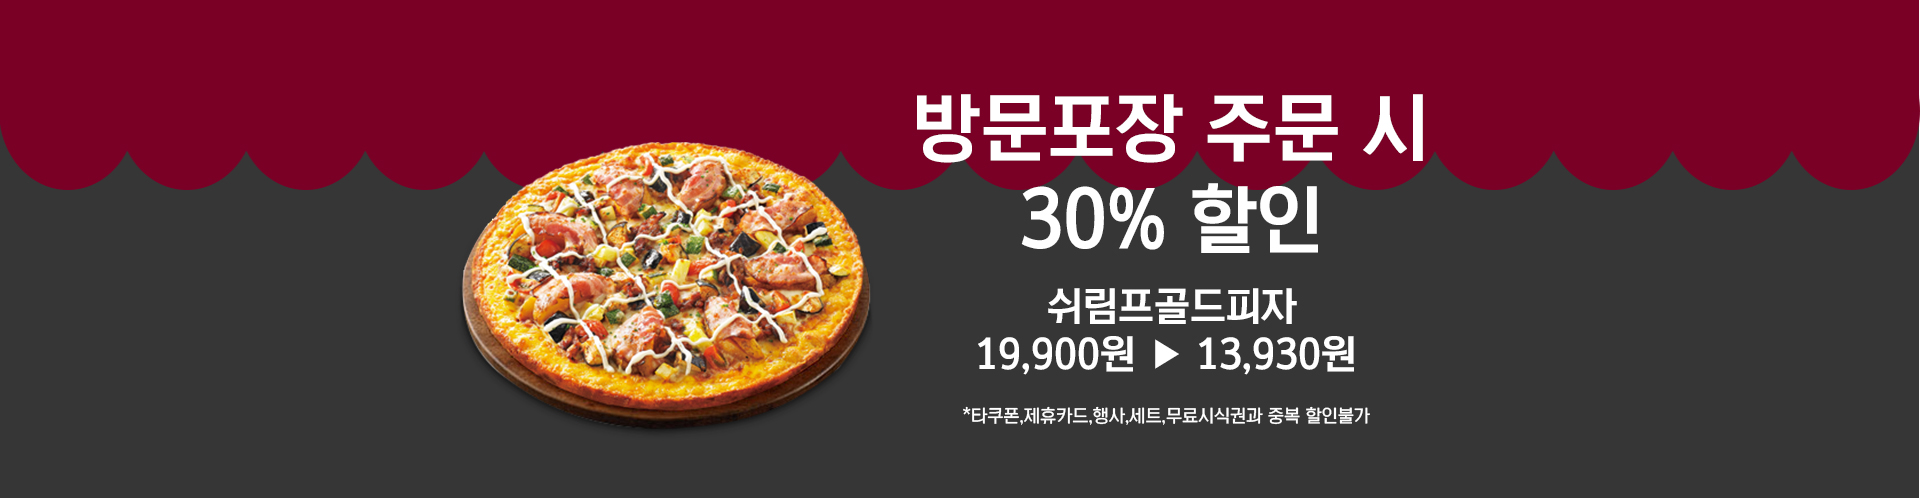 방문포장 주문 시
30% 할인
쉬림프골드피자
19,900원 ▶ 13,930원
*타쿠폰,제휴카드,행사,세트,무료시식권과 중복 할인불가